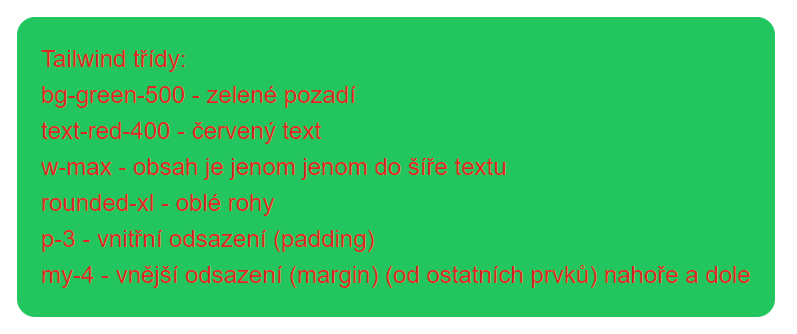 Tailwind třídy:
bg-green-500 - zelené pozadí
text-red-400 - červený text
w-max - obsah je jenom jenom do šíře textu
rounded-xl - oblé rohy
p-3 - vnitřní odsazení (padding)
my-4 - vnější odsazení (margin) (od ostatních prvků) nahoře a dole